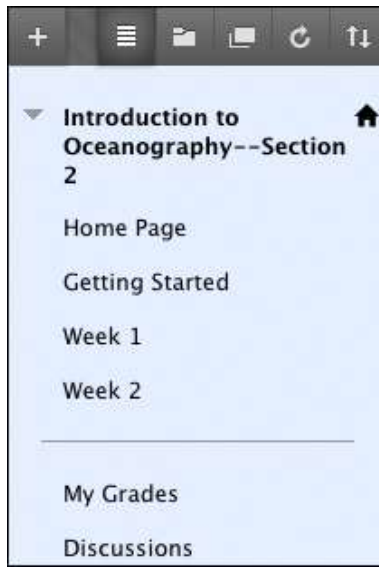 Introduction to
Oceanography--Section
2
Home Page
Getting Started
Week 1
Week 2
My Grades
Discussions